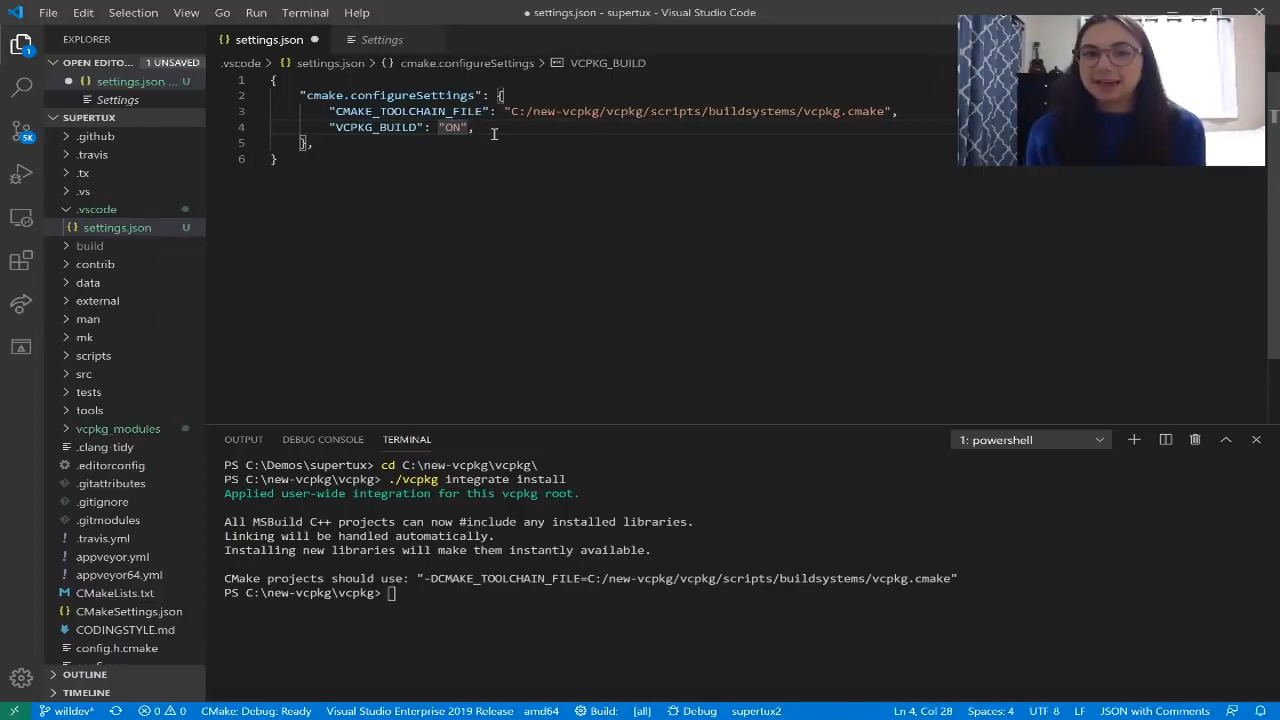 File Edit Selection View Go Run Terminal Help
● settings.json - supertux - Visual Studio Code
EXPLORER
OPEN EDITO... 1 UNSAVED
settings.json ...
U
Settings
SUPERTUX
.github
.travis
.tx
.vs
.vscode
settings.json
U
build
contrib
data
external
man
mk
scripts
src
tests
tools
vcpkg_modules
.clang-tidy
.editorconfig
.gitattributes
.gitignore
.gitmodules
.travis.yml
appveyor.yml
appveyor64.yml
CMakeLists.txt
CMakeSettings.json
CODINGSTYLE.md
config.h.cmake
OUTLINE
TIMELINE
1
5K
settings.json ● Settings
.vscode > {} settings.json > {} cmake.configureSettings > VCPKG_BUILD
1 {
2 "cmake.configureSettings": {
3 "CMAKE_TOOLCHAIN_FILE": "C:/new-vcpkg/vcpkg/scripts/buildsystems/vcpkg.cmake",
4 "VCPKG_BUILD": "ON",
5 },
6 }
OUTPUT DEBUG CONSOLE TERMINAL
1: powershell
PS C:\Demos\supertux> cd C:\new-vcpkg\vcpkg\
PS C:\new-vcpkg\vcpkg> ./vcpkg integrate install
Applied user-wide integration for this vcpkg root.
All MSBuild C++ projects can now #include any installed libraries.
Linking will be handled automatically.
Installing new libraries will make them instantly available.
CMake projects should use: "-DCMAKE_TOOLCHAIN_FILE=C:/new-vcpkg/vcpkg/scripts/buildsystems/vcpkg.cmake"
PS C:\new-vcpkg\vcpkg>
willdev* 0 0 CMake: Debug: Ready Visual Studio Enterprise 2019 Release amd64 Build: [all] Debug supertux2 Ln 4, Col 28 Spaces: 4 UTF-8 LF JSON with Comments